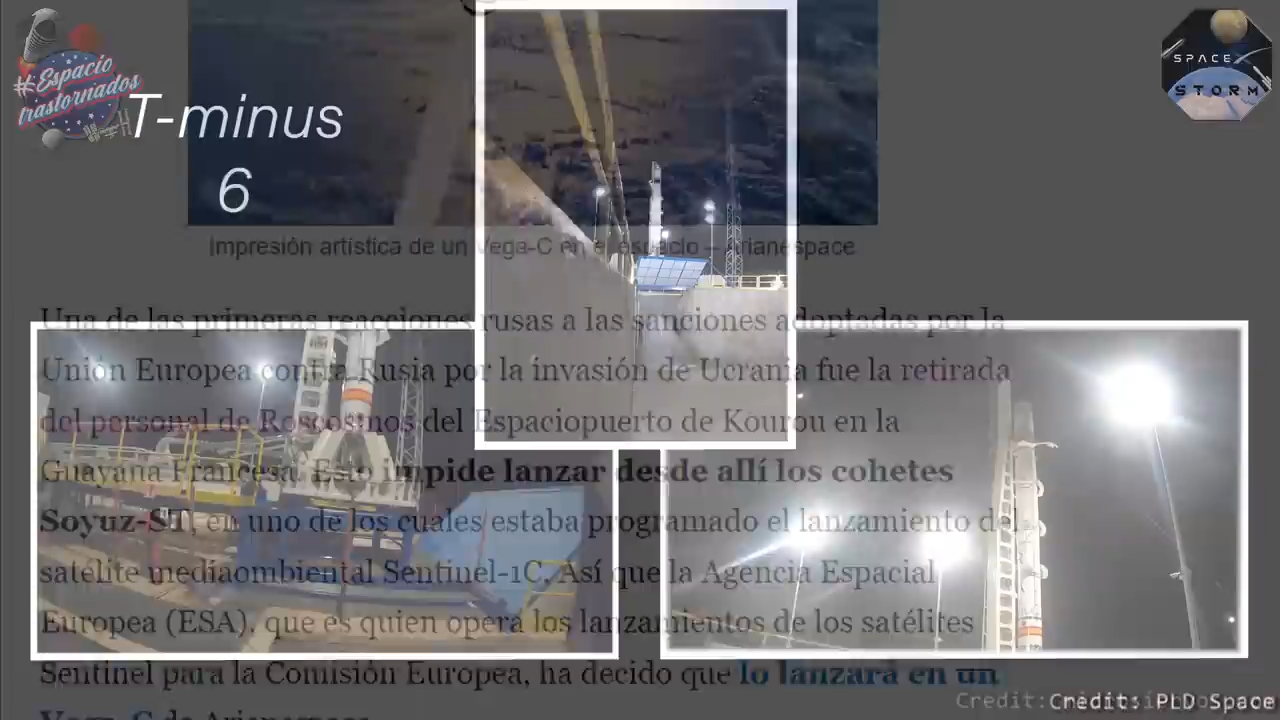 #Espacio
trastornados
T-minus
6
SPACE X
STORM
Impresión artística de un Vega-C en el espacio – Arianespace
Una de las primeras reacciones rusas a las sanciones adoptadas por la
Unión Europea contra Rusia por la invasión de Ucrania fue la retirada
del personal de Roscosmos del Espaciopuerto de Kourou en la
Guayana Francesa. Esto impide lanzar desde allí los cohetes
Soyuz-ST, en uno de los cuales estaba programado el lanzamiento del
satélite mediaombiental Sentinel-1C. Así que la Agencia Espacial
Europea (ESA), que es quien opera los lanzamientos de los satélites
Sentinel para la Comisión Europea, ha decido que lo lanzará en un
Vega-C de Arianespace
Credit: PLD Space